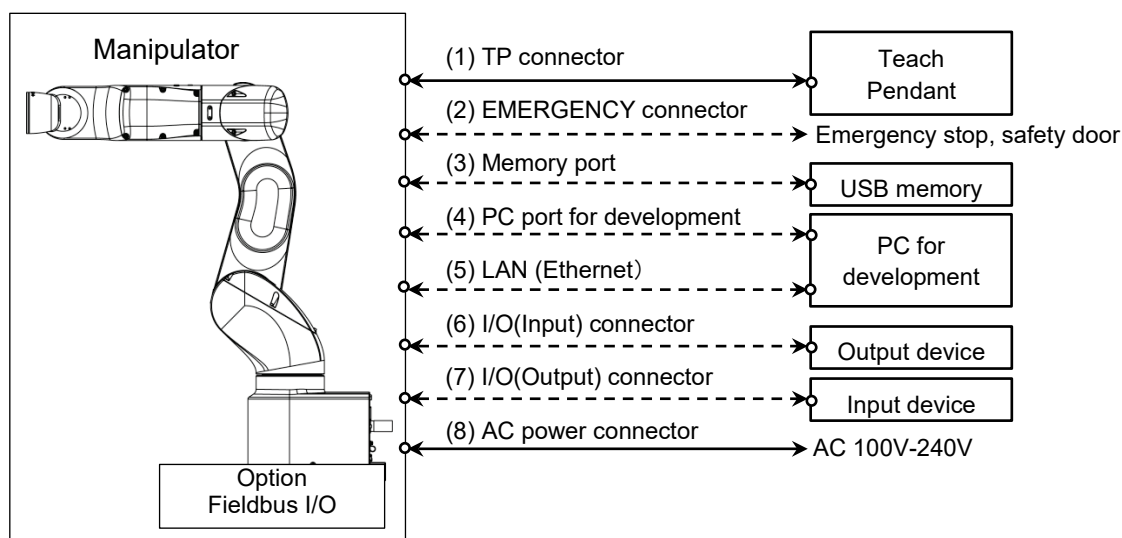 Manipulator
(1) TP connector
Teach
Pendant
(2) EMERGENCY connector
Emergency stop, safety door
(3) Memory port
USB memory
(4) PC port for development
PC for
development
(5) LAN (Ethernet）
(6) I/O(Input) connector
Output device
(7) I/O(Output) connector
Input device
(8) AC power connector
AC 100V-240V
Option
Fieldbus I/O